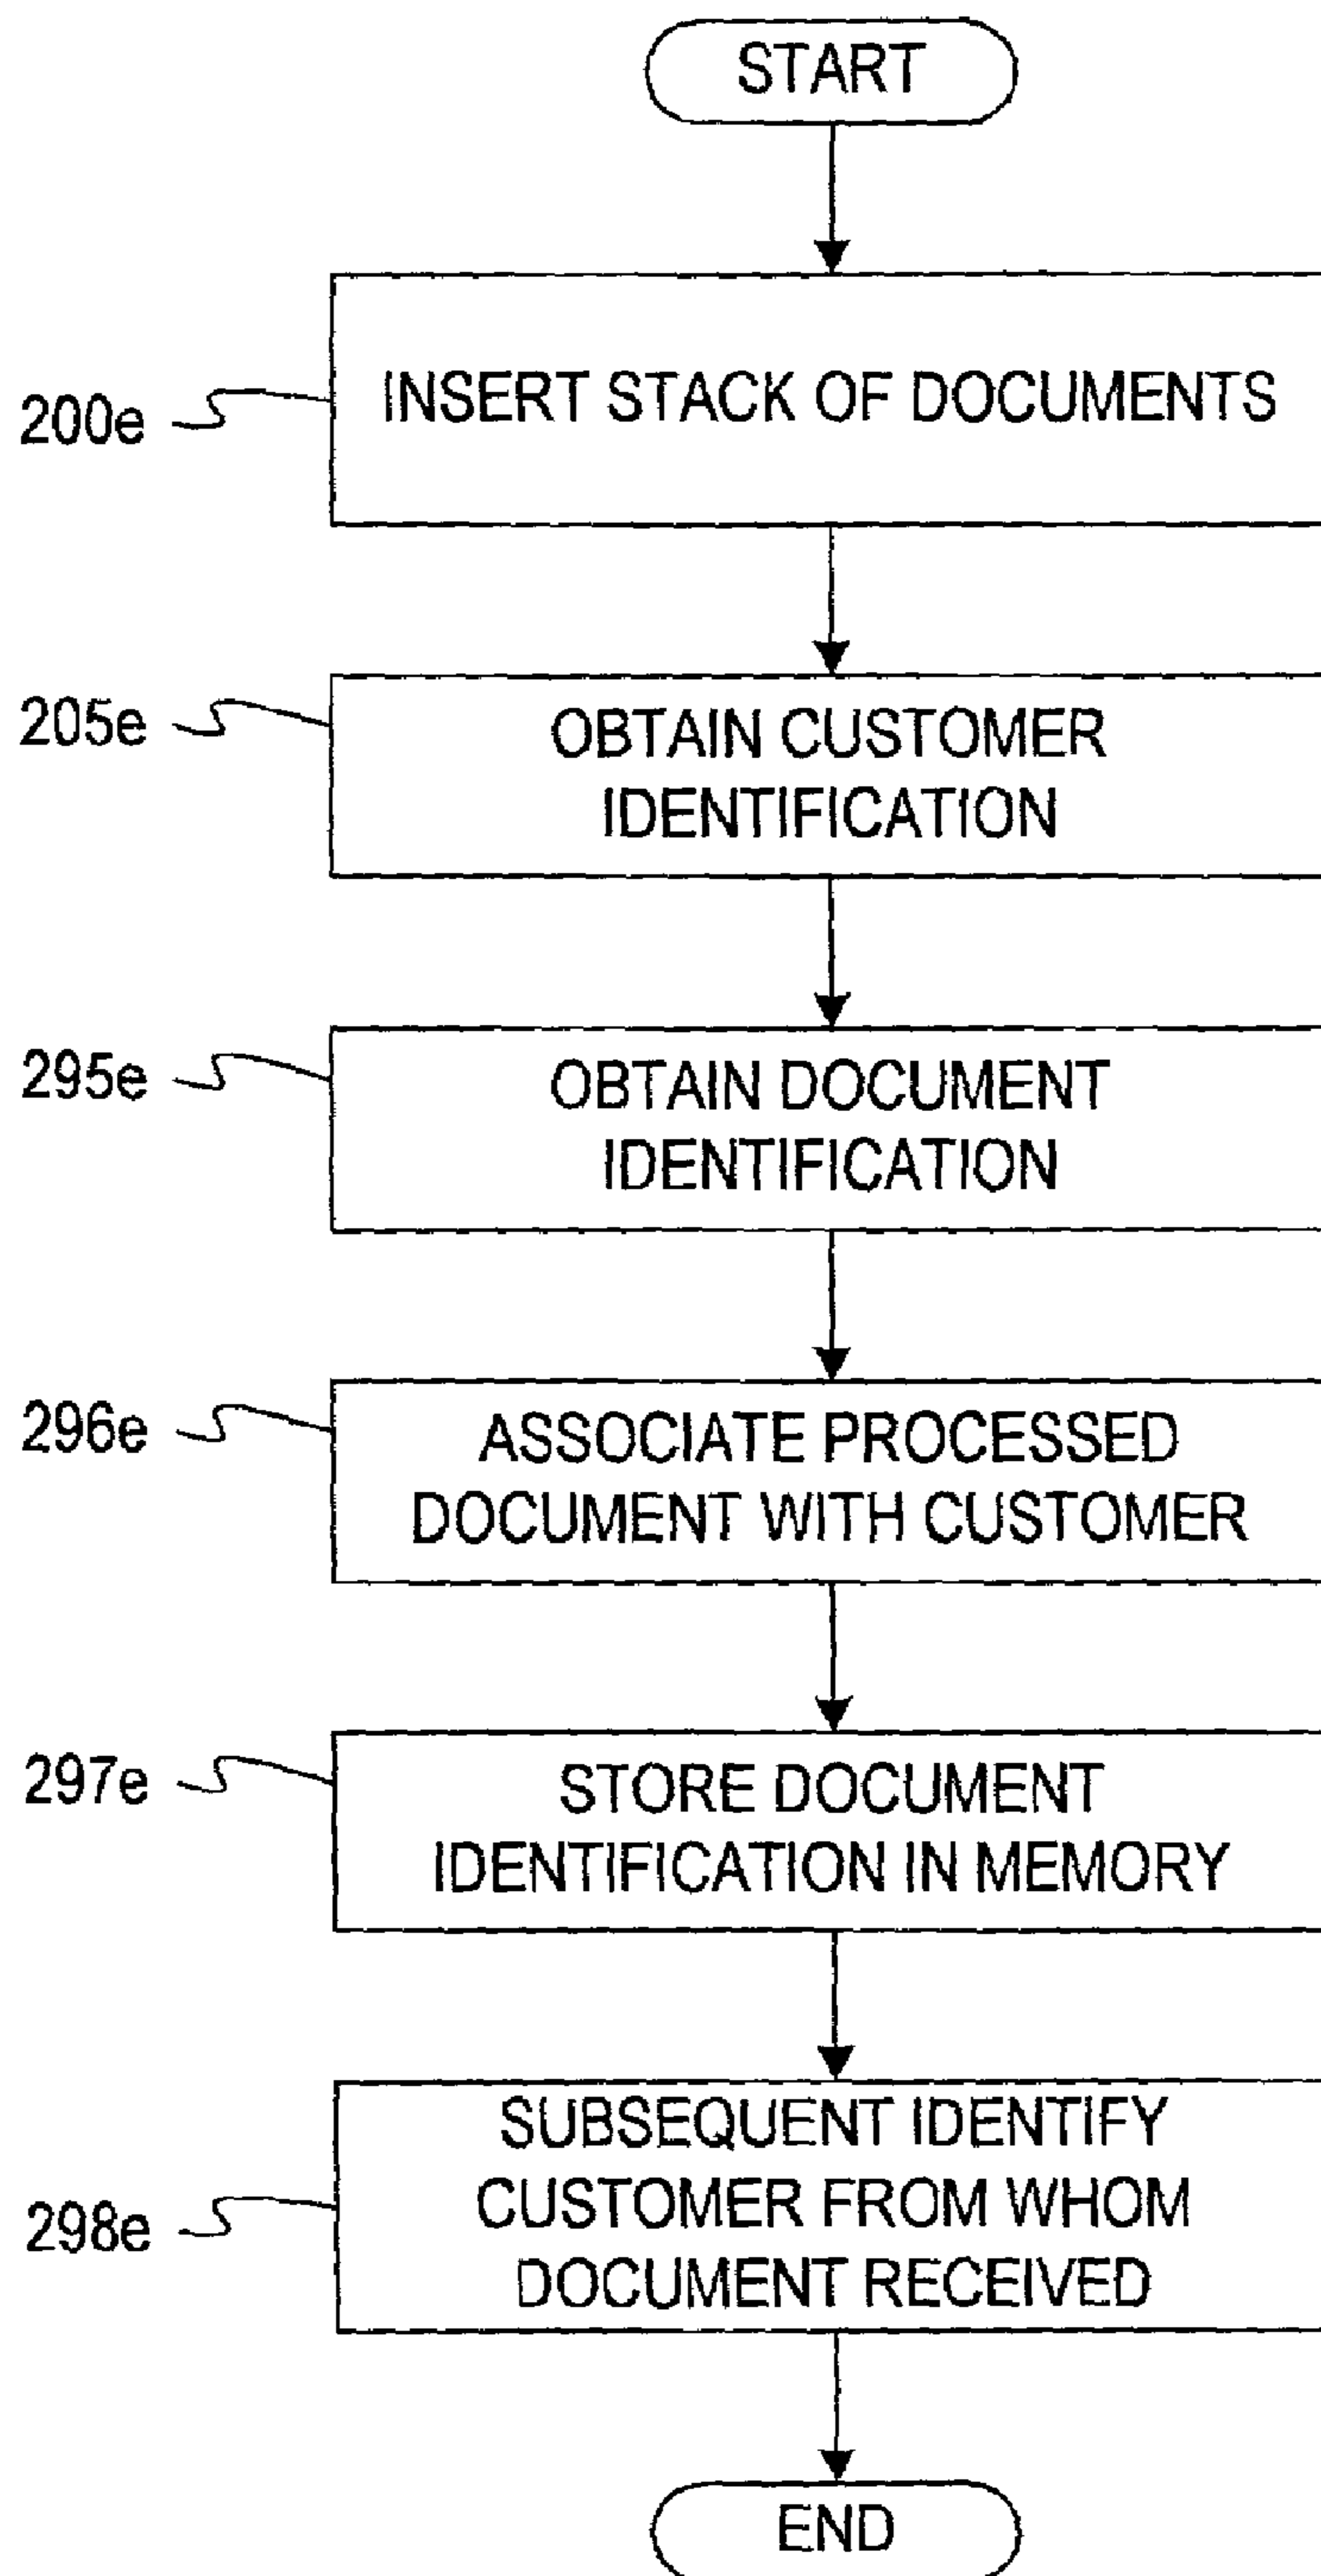 START
200e
INSERT STACK OF DOCUMENTS
205e
OBTAIN CUSTOMER
IDENTIFICATION
295e
OBTAIN DOCUMENT
IDENTIFICATION
296e
ASSOCIATE PROCESSED
DOCUMENT WITH CUSTOMER
297e
STORE DOCUMENT
IDENTIFICATION IN MEMORY
298e
SUBSEQUENT IDENTIFY
CUSTOMER FROM WHOM
DOCUMENT RECEIVED
END